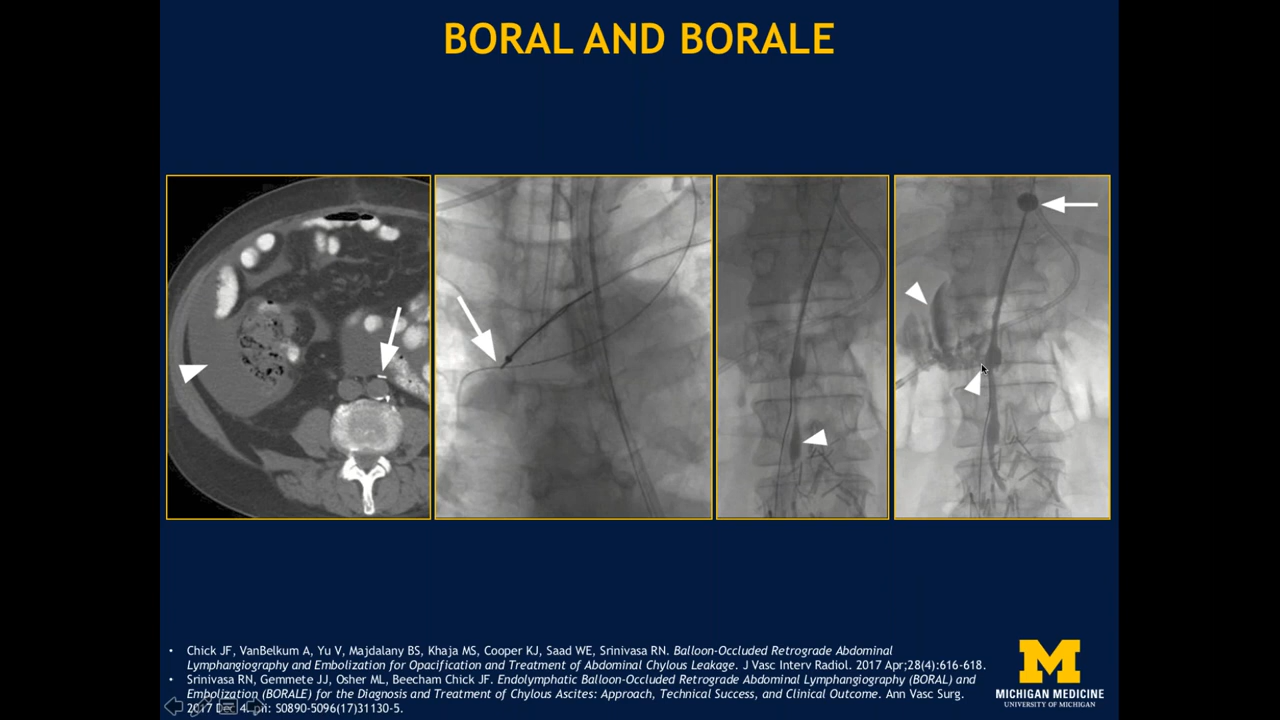 BORAL AND BORALE
• Chick JF, VanBelkum A, Yu V, Majdalany BS, Khaja MS, Cooper KJ, Saad WE, Srinivasa RN. Balloon-Occluded Retrograde Abdominal
Lymphangiography and Embolization for Opacification and Treatment of Abdominal Chylous Leakage. J Vasc Interv Radiol. 2017 Apr;28(4):616-618.
• Srinivasa RN, Gemmete JJ, Osher ML, Beecham Chick JF. Endolymphatic Balloon-Occluded Retrograde Abdominal Lymphangiography (BORAL) and
Embolization (BORALE) for the Diagnosis and Treatment of Chylous Ascites: Approach, Technical Success, and Clinical Outcome. Ann Vasc Surg.
2017 Dec 4. pii: S0890-5096(17)31130-5.
M
MICHIGAN MEDICINE
UNIVERSITY OF MICHIGAN